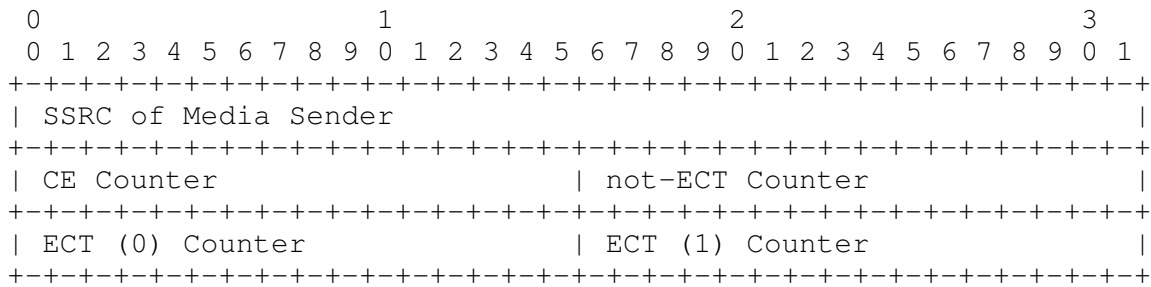 0                   1                   2                   3
 0 1 2 3 4 5 6 7 8 9 0 1 2 3 4 5 6 7 8 9 0 1 2 3 4 5 6 7 8 9 0 1
+-+-+-+-+-+-+-+-+-+-+-+-+-+-+-+-+-+-+-+-+-+-+-+-+-+-+-+-+-+-+-+-+
| SSRC of Media Sender                                          |
+-+-+-+-+-+-+-+-+-+-+-+-+-+-+-+-+-+-+-+-+-+-+-+-+-+-+-+-+-+-+-+-+
| CE Counter                    | not-ECT Counter               |
+-+-+-+-+-+-+-+-+-+-+-+-+-+-+-+-+-+-+-+-+-+-+-+-+-+-+-+-+-+-+-+-+
| ECT (0) Counter               | ECT (1) Counter               |
+-+-+-+-+-+-+-+-+-+-+-+-+-+-+-+-+-+-+-+-+-+-+-+-+-+-+-+-+-+-+-+-+